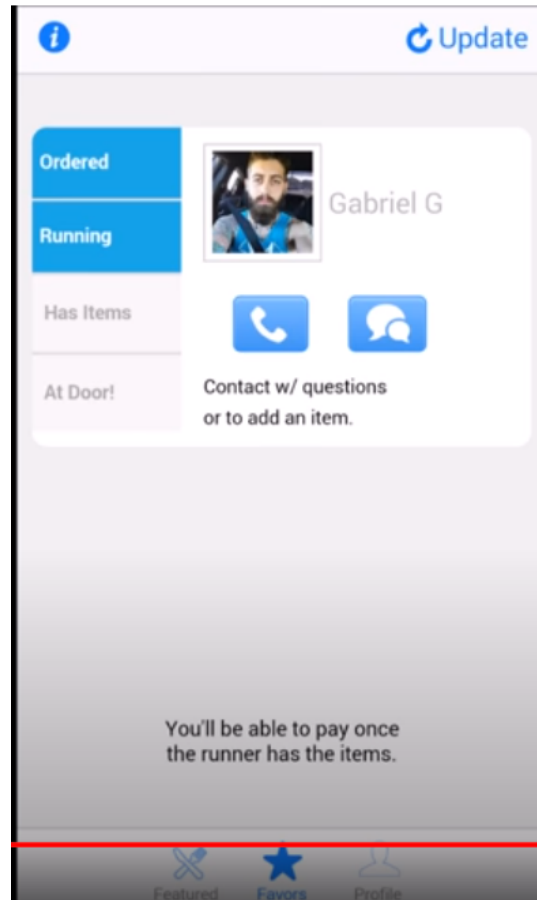 Update
Ordered
Running
Has Items
At Door!
Gabriel G
Contact w/ questions
or to add an item.
You'll be able to pay once
the runner has the items.
Featured
Favors
Profile